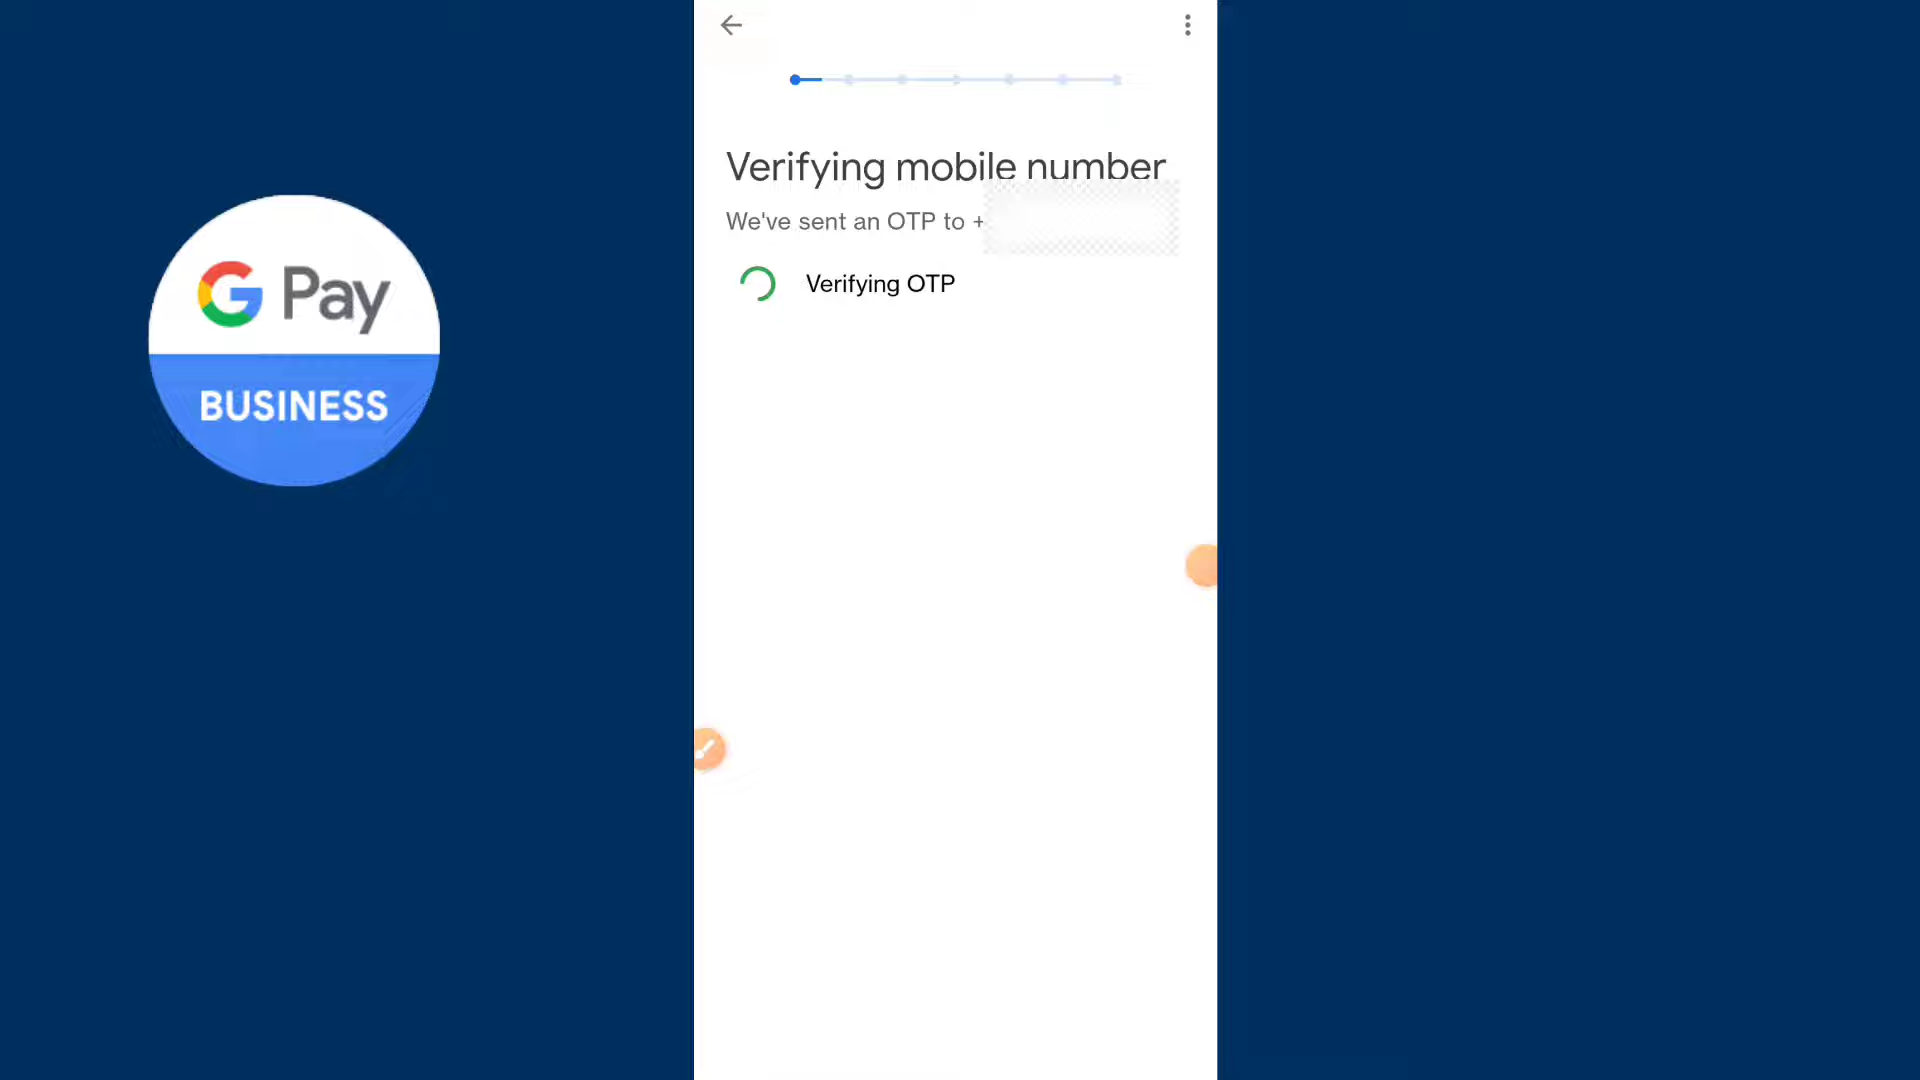 G Pay
BUSINESS
Verifying mobile number
We've sent an OTP to +
Verifying OTP